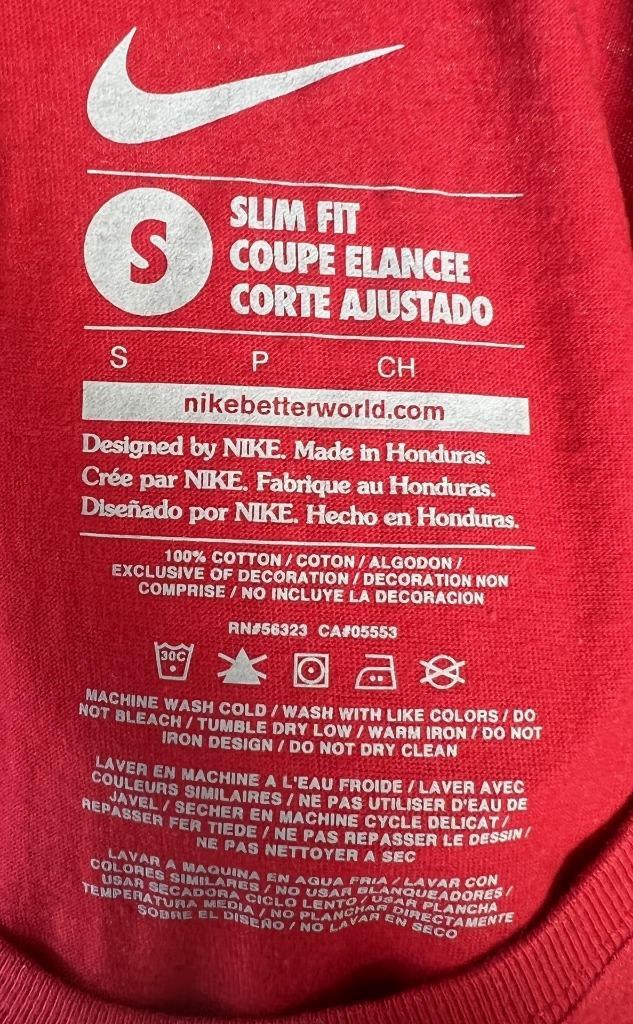 S
SLIM FIT
COUPE ELANCEE
CORTE AJUSTADO
S P CH
nikebetterworld.com
Designed by NIKE. Made in Honduras.
Crée par NIKE. Fabrique au Honduras.
Diseñado por NIKE. Hecho en Honduras.
100% COTTON / COTON / ALGODON /
EXCLUSIVE OF DECORATION / DECORATION NON
COMPRISE / NO INCLUYE LA DECORACION
RN#56323 CA#05553
30C
MACHINE WASH COLD / WASH WITH LIKE COLORS / DO
NOT BLEACH / TUMBLE DRY LOW / WARM IRON / DO NOT
IRON DESIGN / DO NOT DRY CLEAN
LAVER EN MACHINE A L'EAU FROIDE / LAVER AVEC
COULEURS SIMILAIRES / NE PAS UTILISER D'EAU DE
JAVEL / SECHER EN MACHINE CYCLE DELICAT /
REPASSER FER TIEDE / NE PAS REPASSER LE DESSIN /
NE PAS NETTOYER A SEC
LAVAR A MAQUINA EN AGUA FRIA / LAVAR CON
COLORES SIMILARES / NO USAR BLANQUEADORES /
USAR SECADORA CICLO LENTO / USAR PLANCHA
TEMPERATURA MEDIA / NO PLANCHAR DIRECTAMENTE
SOBRE EL DISEÑO / NO LAVAR EN SECO